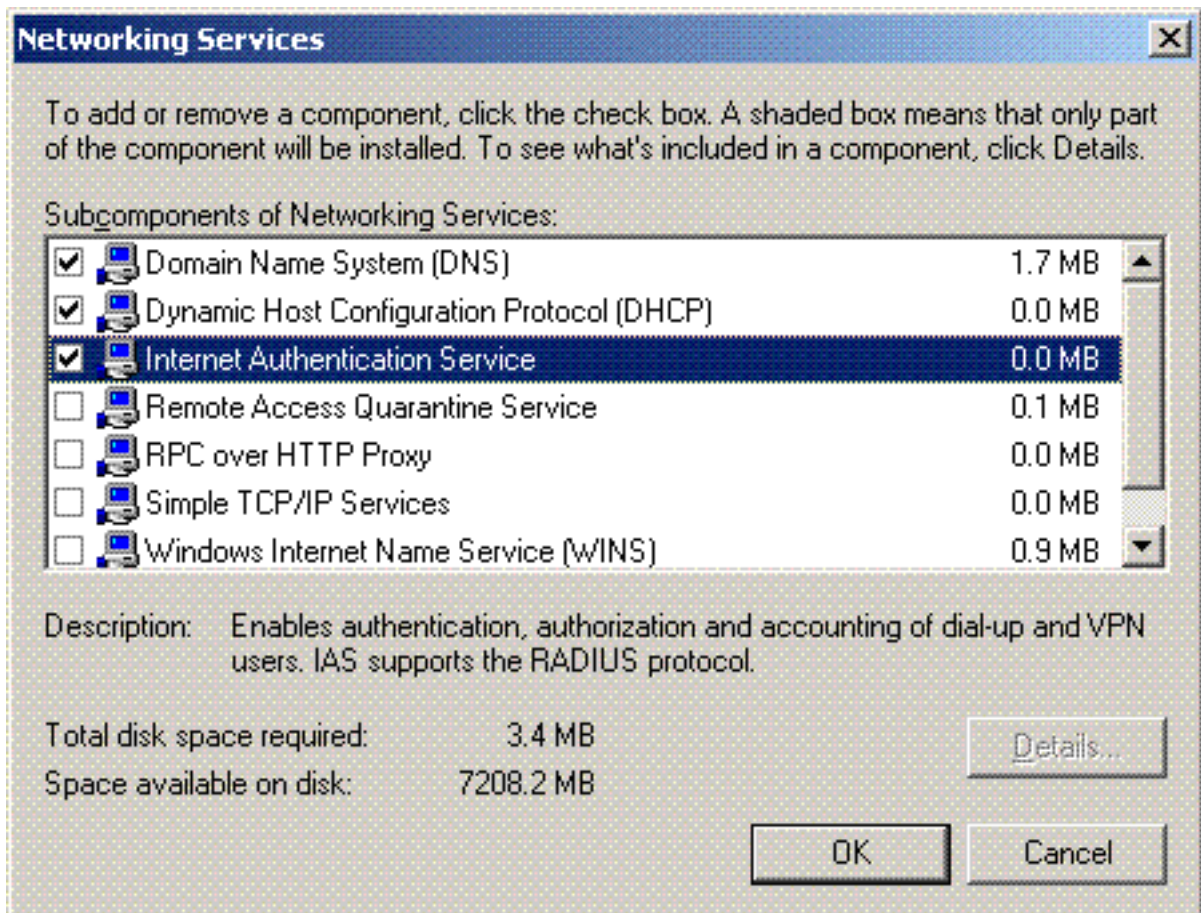 Networking Services
To add or remove a component, click the check box. A shaded box means that only part
of the component will be installed. To see what's included in a component, click Details.
Subcomponents of Networking Services:
Domain Name System (DNS) 1.7 MB
Dynamic Host Configuration Protocol (DHCP) 0.0 MB
Internet Authentication Service 0.0 MB
Remote Access Quarantine Service 0.1 MB
RPC over HTTP Proxy 0.0 MB
Simple TCP/IP Services 0.0 MB
Windows Internet Name Service (WINS) 0.9 MB
Description: Enables authentication, authorization and accounting of dial-up and VPN
users. IAS supports the RADIUS protocol.
Total disk space required: 3.4 MB
Details...
Space available on disk: 7208.2 MB
OK Cancel